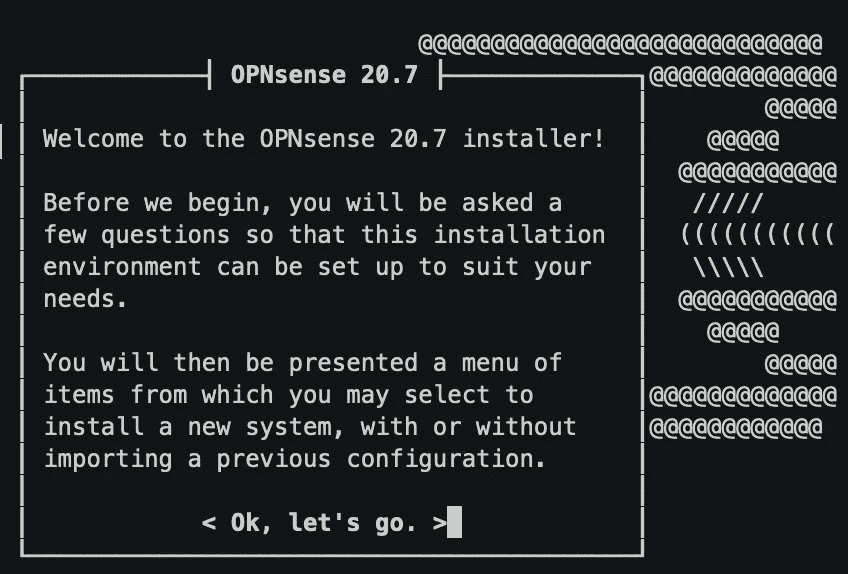 OPNsense 20.7
Welcome to the OPNsense 20.7 installer!
Before we begin, you will be asked a
few questions so that this installation
environment can be set up to suit your
needs.
You will then be presented a menu of
items from which you may select to
install a new system, with or without
importing a previous configuration.
< Ok, let's go. >